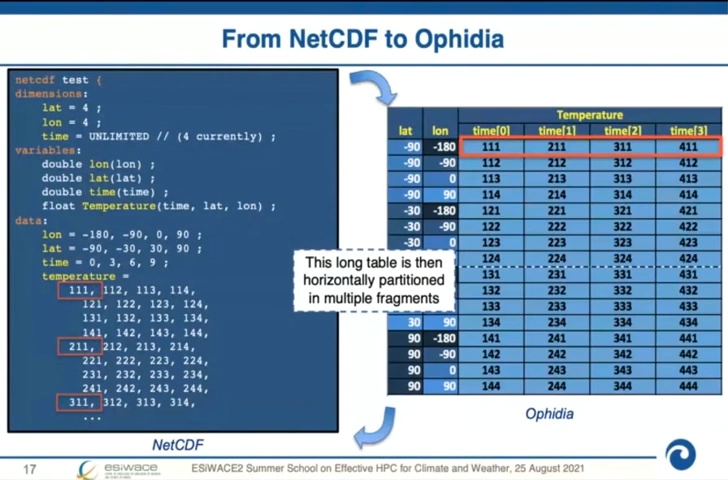 From NetCDF to Ophidia
netcdf test {
dimensions:
lat = 4 ;
lon = 4 ;
time = UNLIMITED // (4 currently) ;
variables:
double lon(lon) ;
double lat(lat) ;
double time(time) ;
float Temperature(time, lat, lon) ;
data:
lon = -180, -90, 0, 90 ;
lat = -90, -30, 30, 90 ;
time = 0, 3, 6, 9 ;
temperature =
111, 112, 113, 114,
121, 122, 123, 124,
131, 132, 133, 134,
141, 142, 143, 144,
211, 212, 213, 214,
221, 222, 223, 224,
231, 232, 233, 234,
241, 242, 243, 244,
311, 312, 313, 314,
...
NetCDF
This long table is then
horizontally partitioned
in multiple fragments
Temperature
lat lon time[0] time[1] time[2] time[3]
-90 -180 111 211 311 411
-90 -90 112 212 312 412
-90 0 113 213 313 413
-90 90 114 214 314 414
-30 -180 121 221 321 421
-30 -90 122 222 322 422
-30 0 123 223 323 423
124 224 324 424
131 231 331 431
132 232 332 432
133 233 333 433
30 90 134 234 334 434
90 -180 141 241 341 441
90 -90 142 242 342 442
90 0 143 243 343 443
90 90 144 244 344 444
Ophidia
17 esiwace ESiWACE2 Summer School on Effective HPC for Climate and Weather, 25 August 2021